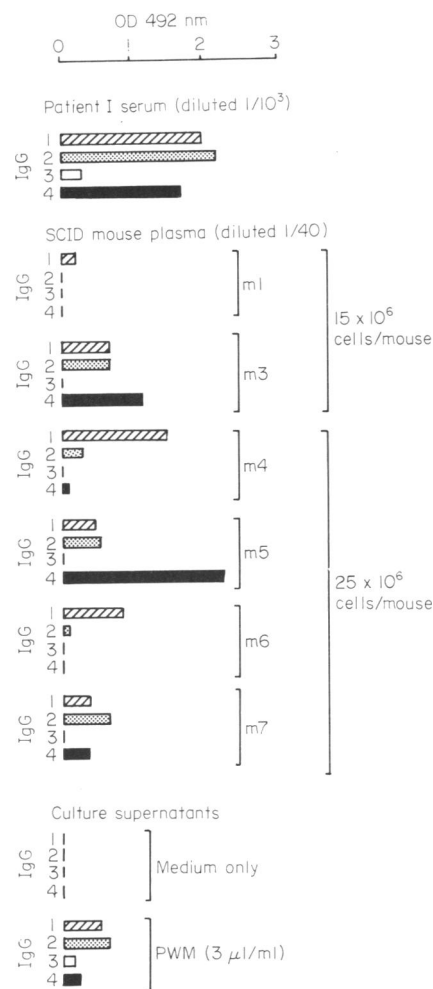 OD 492 nm
0 1 2 3
Patient I serum (diluted 1/10³)
IgG
1
2
3
4
SCID mouse plasma (diluted 1/40)
IgG
1
2
3
4
m1
IgG
1
2
3
4
m3
15 x 10⁶
cells/mouse
IgG
1
2
3
4
m4
IgG
1
2
3
4
m5
IgG
1
2
3
4
m6
IgG
1
2
3
4
m7
25 x 10⁶
cells/mouse
Culture supernatants
IgG
1
2
3
4
Medium only
IgG
1
2
3
4
PWM (3 μl/ml)